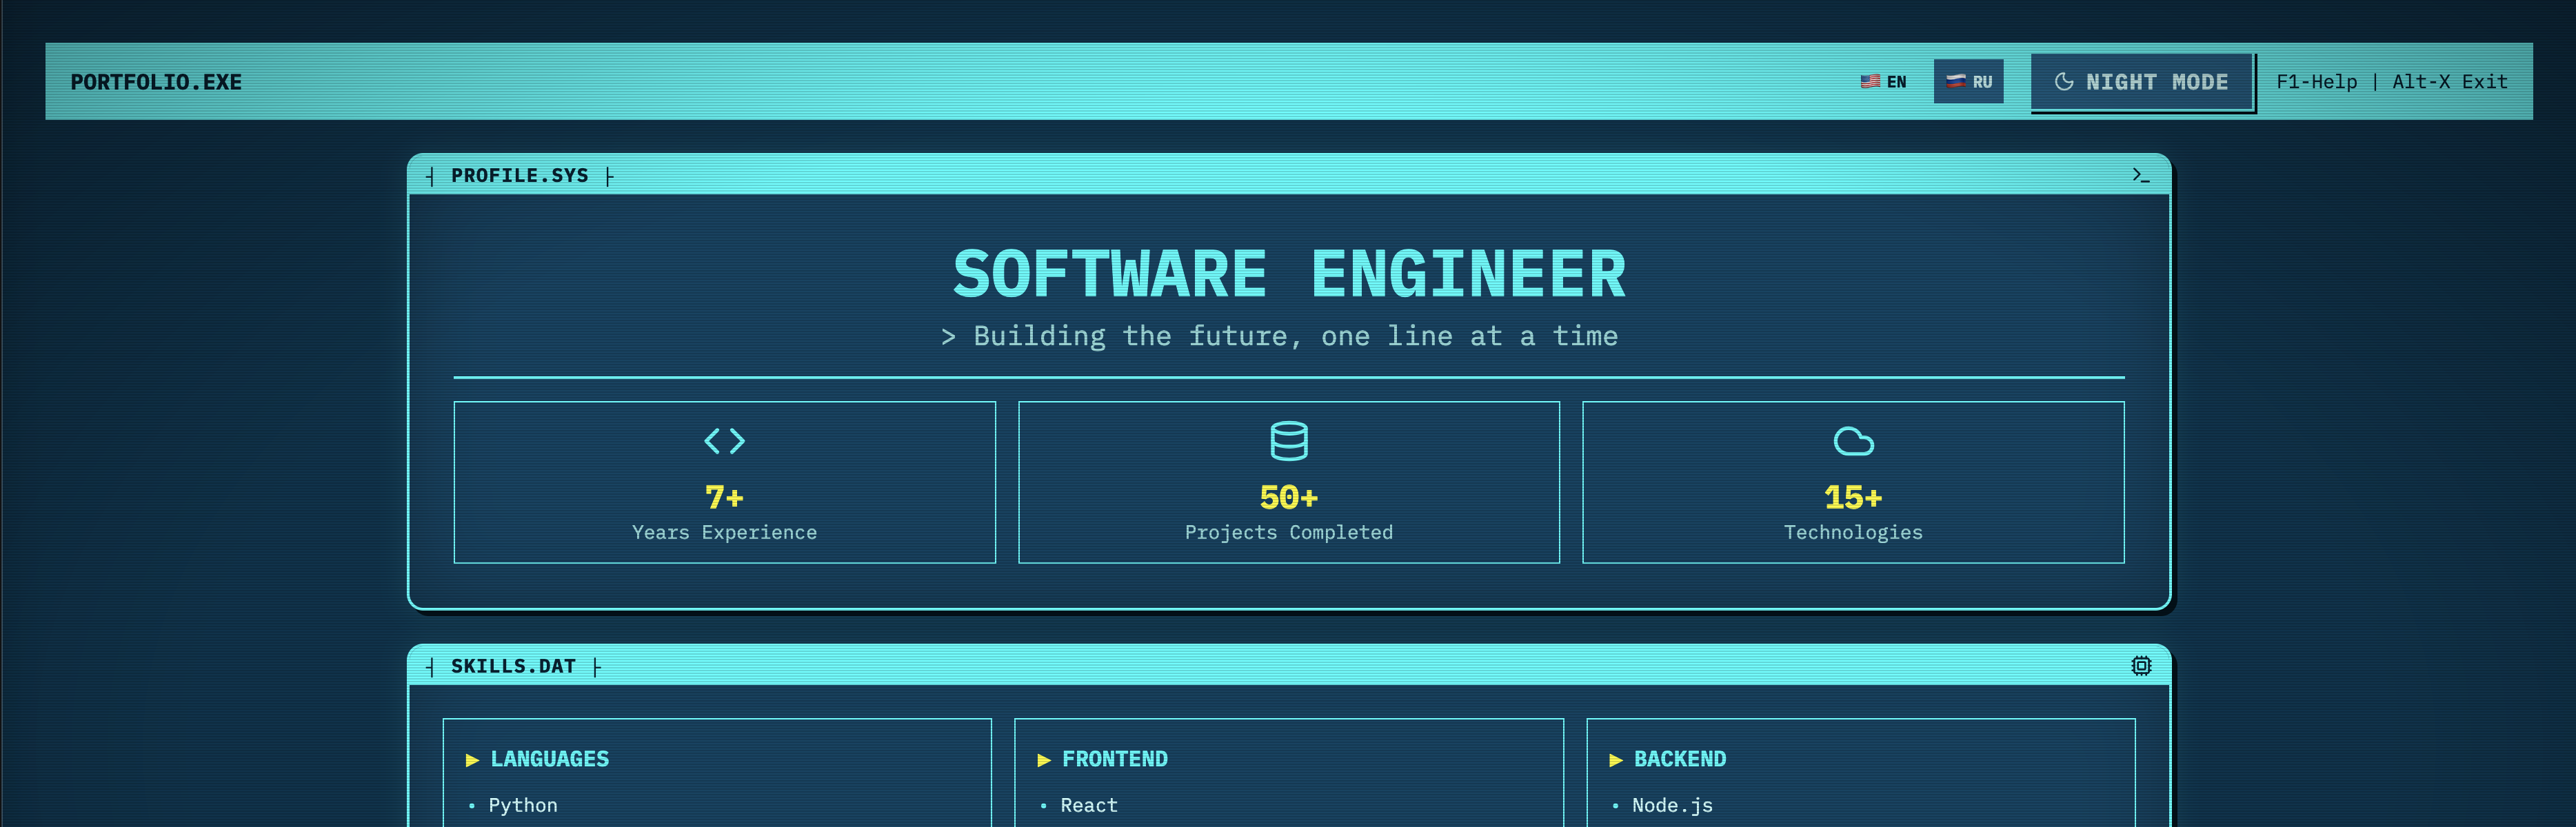 PORTFOLIO.EXE
🇺🇸 EN 🇷🇺 RU NIGHT MODE F1-Help | Alt-X Exit
┤ PROFILE.SYS ├
SOFTWARE ENGINEER
> Building the future, one line at a time
7+
Years Experience
50+
Projects Completed
15+
Technologies
┤ SKILLS.DAT ├
► LANGUAGES
• Python
► FRONTEND
• React
► BACKEND
• Node.js